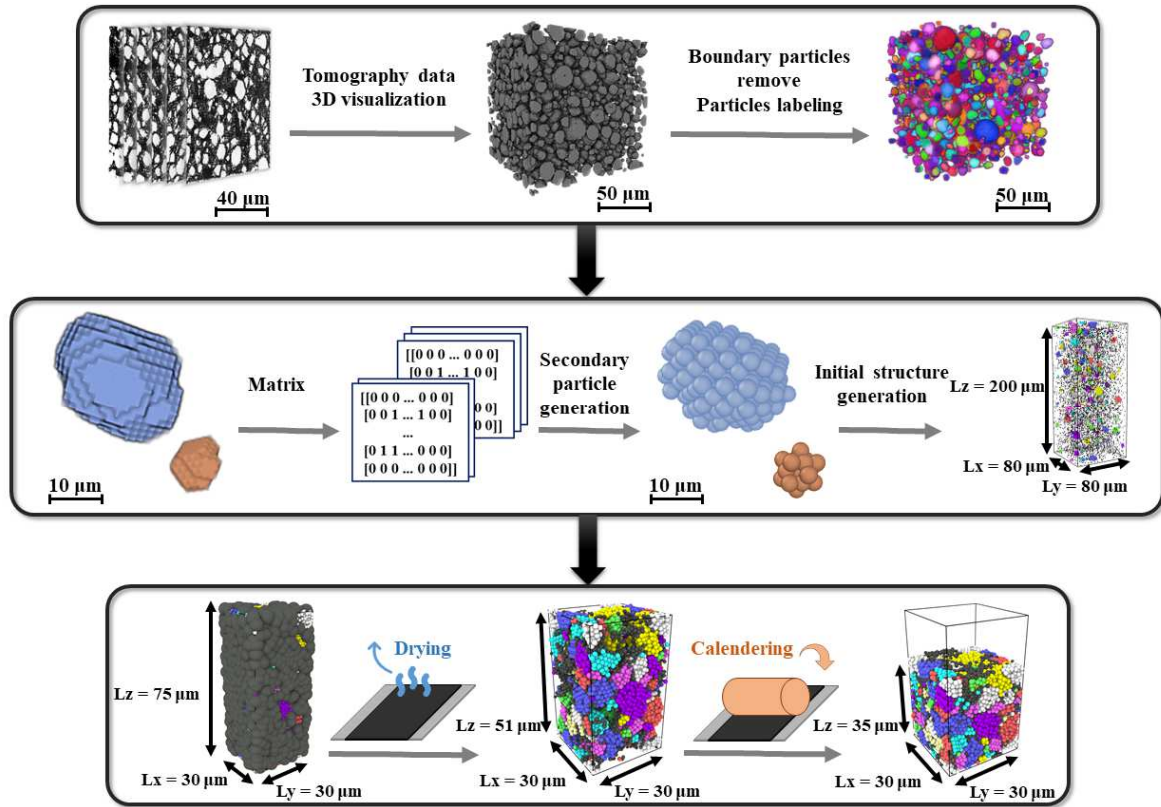 Tomography data
3D visualization
Boundary particles
remove
Particles labeling
40 µm
50 µm
50 µm
Matrix
[[0 0 0 ... 0 0 0]
[0 0 1 ... 1 0 0]
0 0]
0 0]]
[[0 0 0 ... 0 0 0]
[0 0 1 ... 1 0 0]
...
[0 1 1 ... 0 0 0]
[0 0 0 ... 0 0 0]]
Secondary
particle
generation
Initial structure
generation
Lz = 200 µm
Lx = 80 µm
Ly = 80 µm
10 µm
10 µm
Lz = 75 µm
Lx = 30 µm
Ly = 30 µm
Drying
Lz = 51 µm
Lx = 30 µm
Ly = 30 µm
Calendering
Lz = 35 µm
Lx = 30 µm
Ly = 30 µm